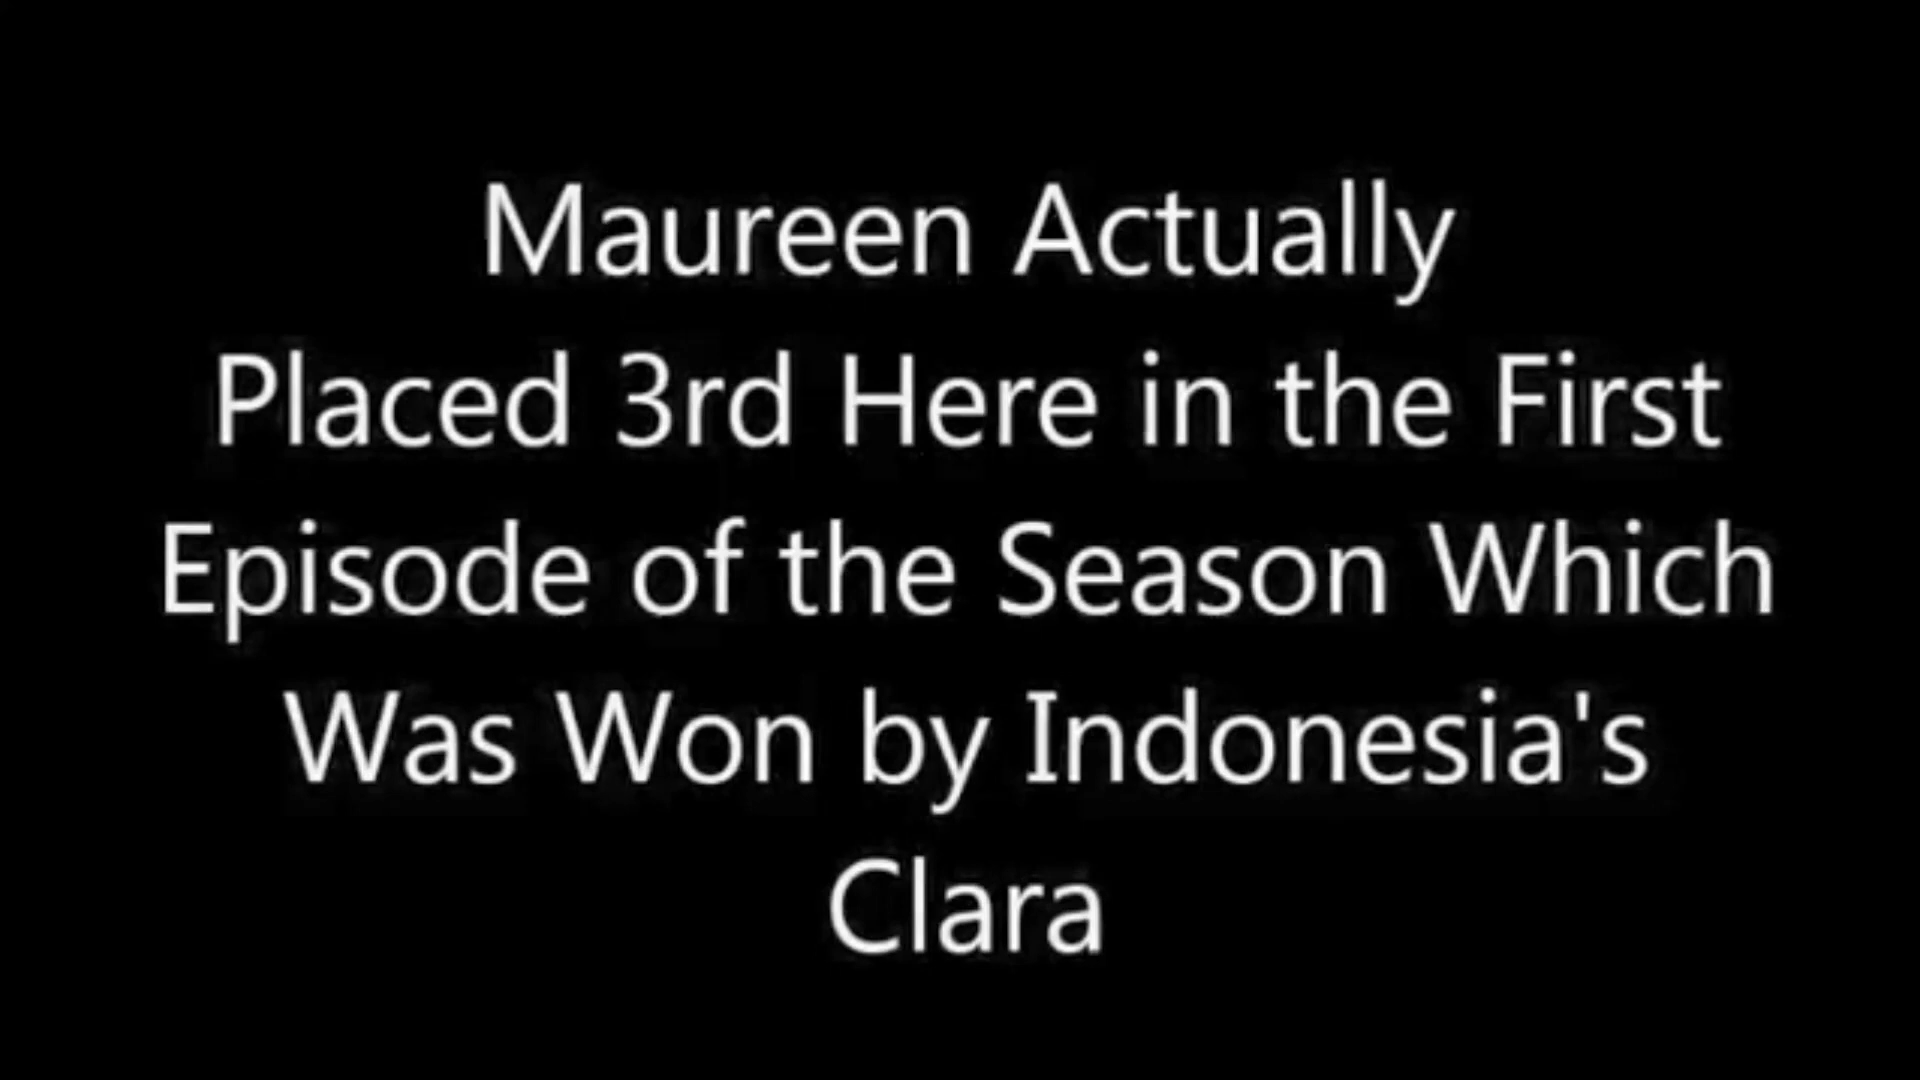 Maureen Actually
Placed 3rd Here in the First
Episode of the Season Which
Was Won by Indonesia's
Clara